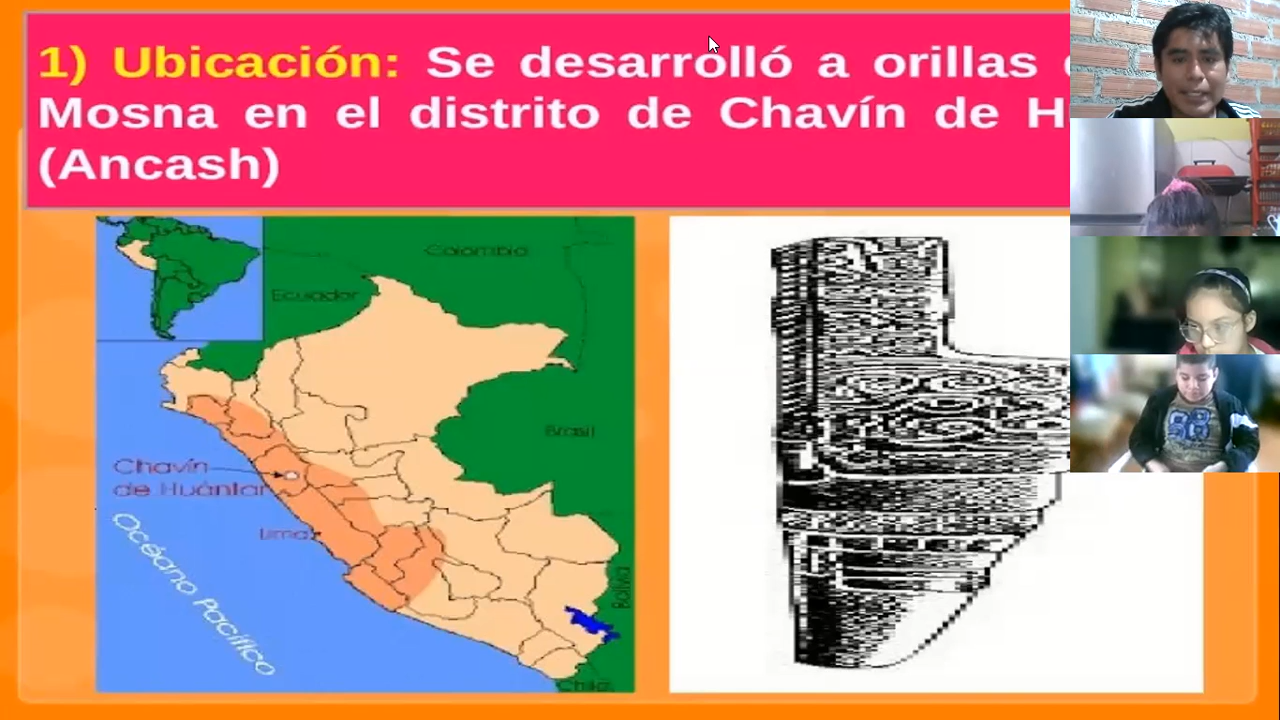 1) Ubicación: Se desarrolló a orillas
Mosna en el distrito de Chavín de H
(Ancash)
Colombia
Ecuador
Brasil
Chavín
de Huántar
Lima
Océano Pacífico
Bolivia
Chile
88